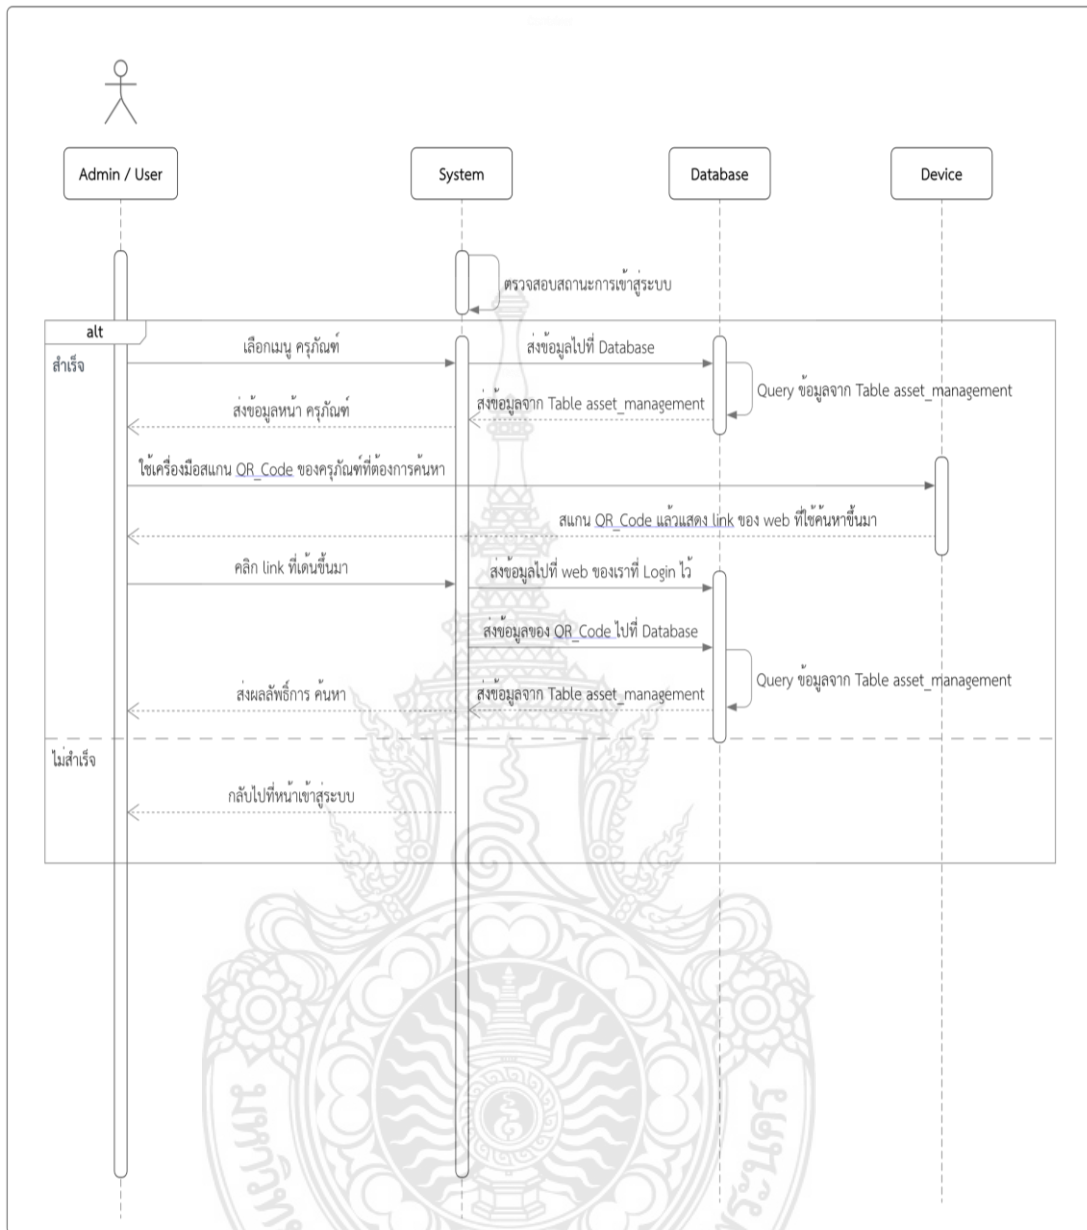 Admin / User
System
Database
Device
ตรวจสอบสถานะการเข้าสู่ระบบ
alt
สำเร็จ
เลือกเมนู ครุภัณฑ์
ส่งข้อมูลไปที่ Database
Query ข้อมูลจาก Table asset_management
ส่งข้อมูลจาก Table asset_management
ส่งข้อมูลหน้า ครุภัณฑ์
ใช้เครื่องมือสแกน QR_Code ของครุภัณฑ์ที่ต้องการค้นหา
สแกน QR_Code แล้วแสดง link ของ web ที่ใช้ค้นหาขึ้นมา
คลิก link ที่เด้นขึ้นมา
ส่งข้อมูลไปที่ web ของเราที่ Login ไว้
ส่งข้อมูลของ QR_Code ไปที่ Database
Query ข้อมูลจาก Table asset_management
ส่งข้อมูลจาก Table asset_management
ส่งผลลัพธิ์การ ค้นหา
ไม่สำเร็จ
กลับไปที่หน้าเข้าสู่ระบบ
มหาวิท
พระนคร